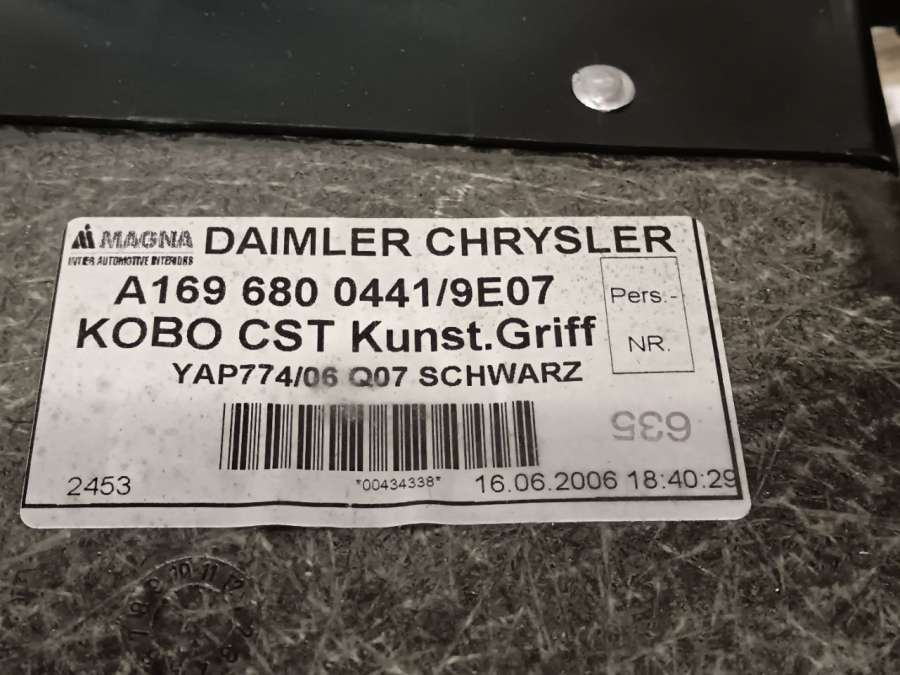 MAGNA DAIMLER CHRYSLER
INTIER AUTOMOTIVE INTERIORS
A169 680 0441/9E07
Pers.-
KOBO CST Kunst.Griff
NR.
YAP774/06 Q07 SCHWARZ
635
2453
*00434338*
16.06.2006 18:40:29